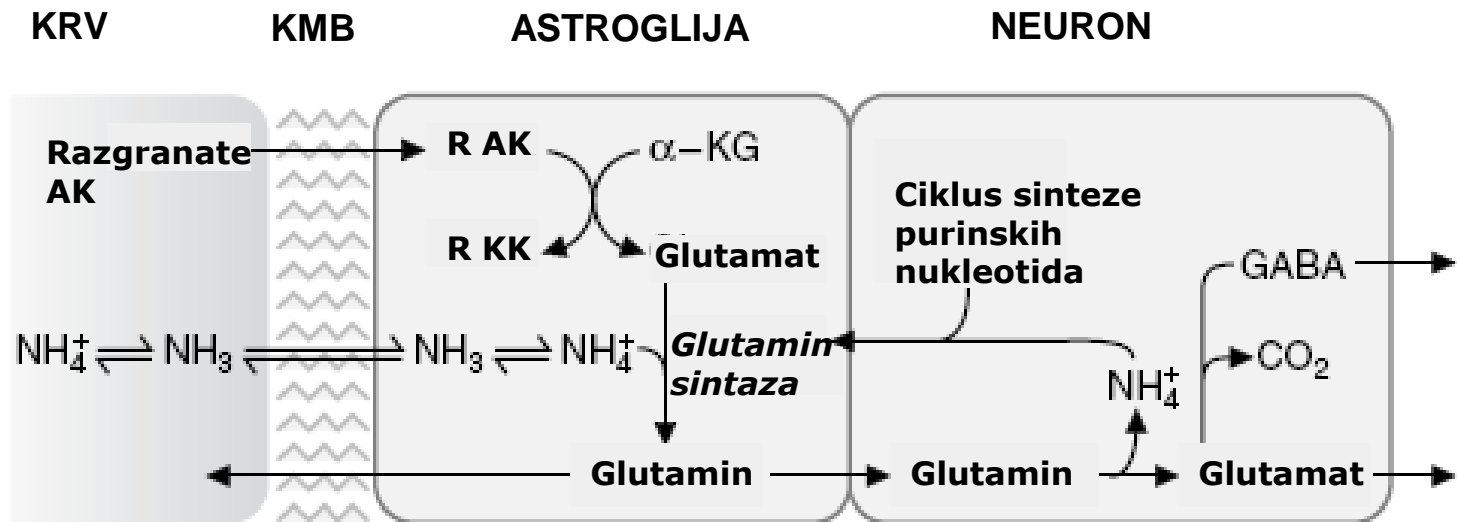 KRV KMB ASTROGLIJA NEURON
Razgranate
AK
R AK
α–KG
R KK
Glutamat
Ciklus sinteze
purinskih
nukleotida
GABA
NH₄⁺ NH₃ NH₃ NH₄⁺
Glutamin
sintaza
NH₄⁺
CO₂
Glutamin Glutamin Glutamat